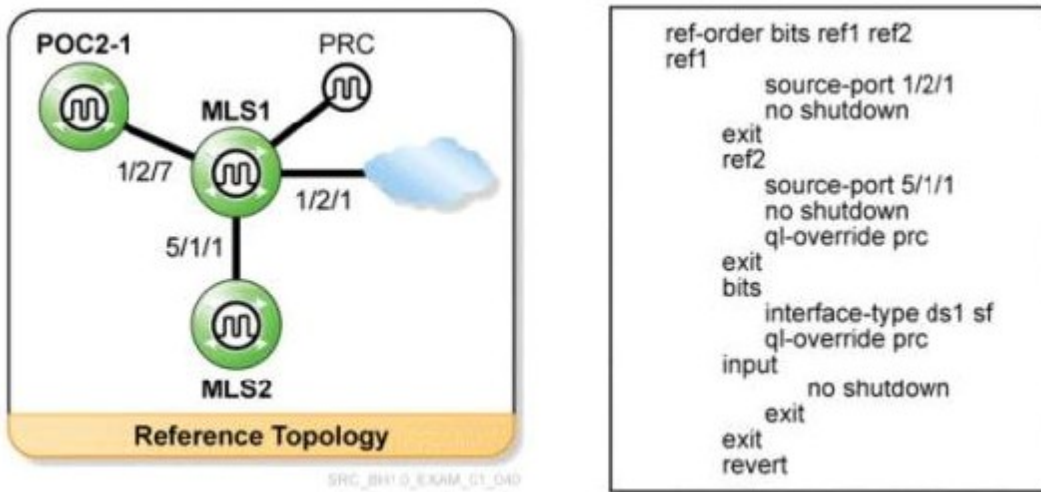 POC2-1
PRC
MLS1
1/2/7
1/2/1
5/1/1
MLS2
Reference Topology
SRC_BH1.0_EXAM_01_040
ref-order bits ref1 ref2
ref1
source-port 1/2/1
no shutdown
exit
ref2
source-port 5/1/1
no shutdown
ql-override prc
exit
bits
interface-type ds1 sf
ql-override prc
input
no shutdown
exit
exit
revert